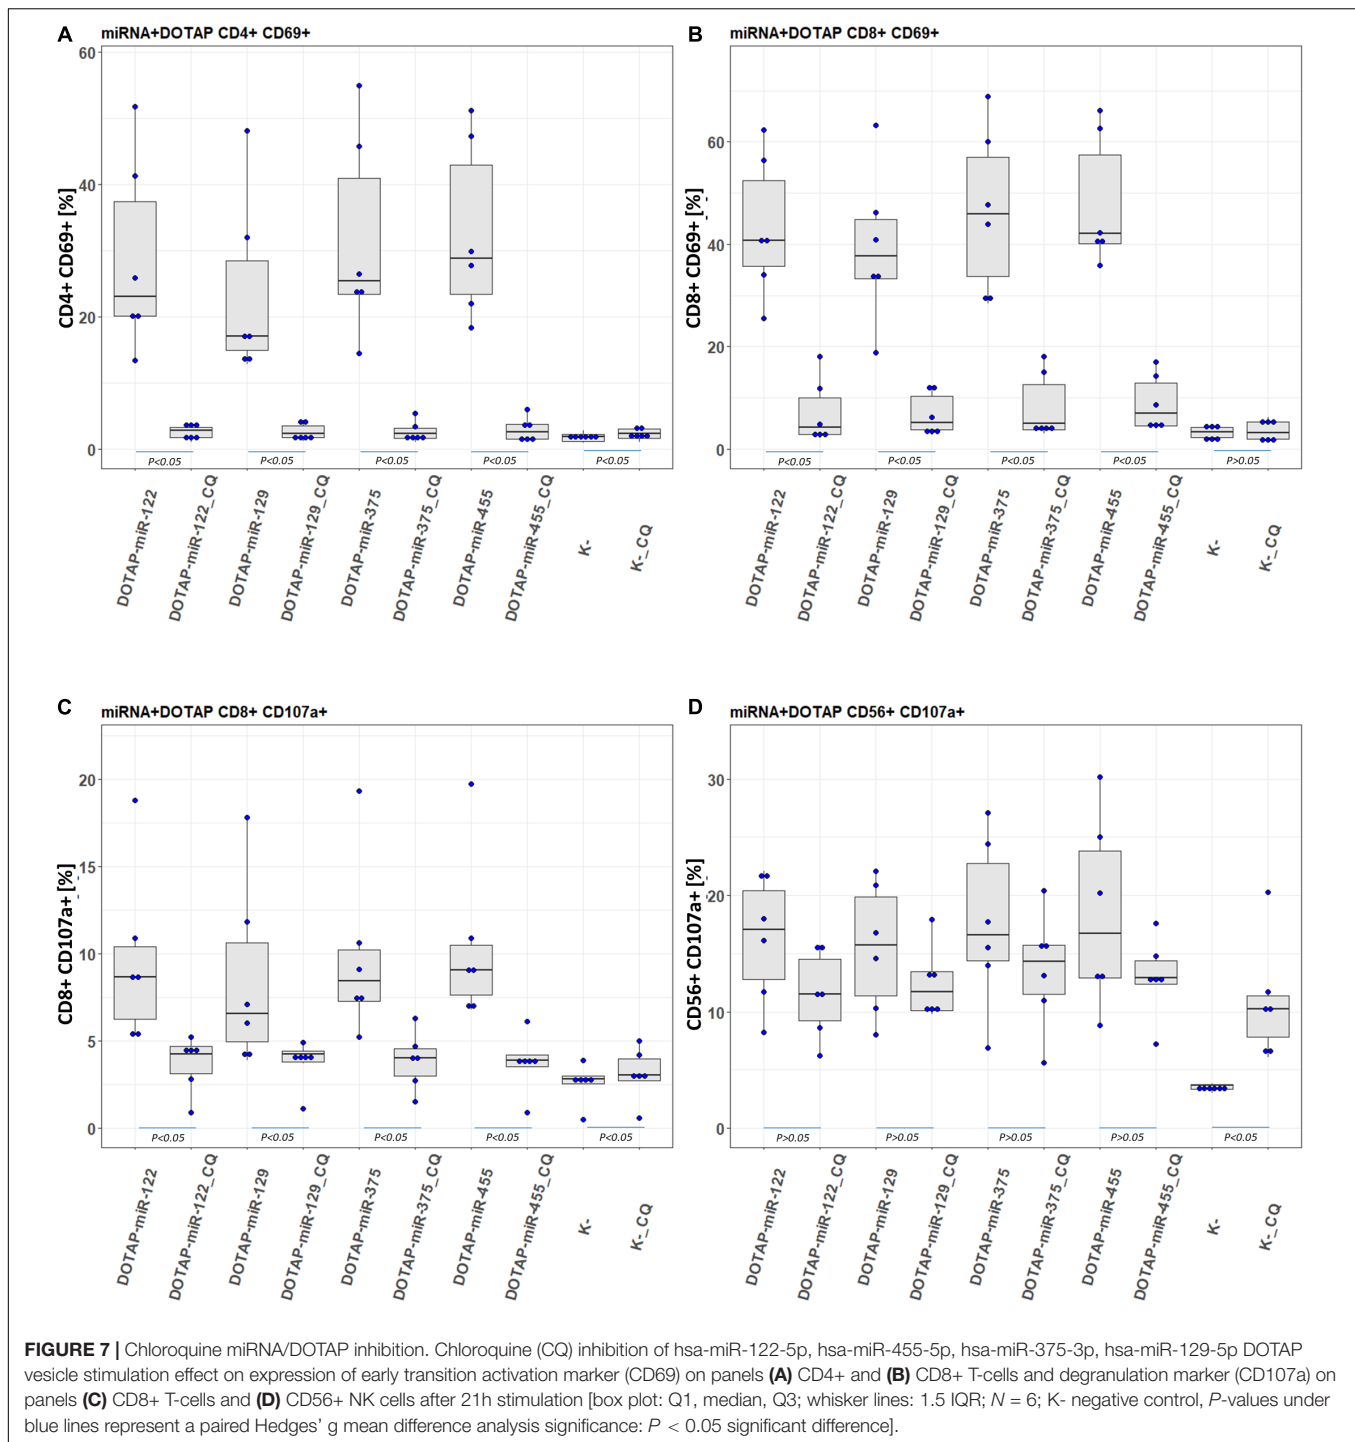 A miRNA+DOTAP CD4+ CD69+
60
40
20
0
CD4+ CD69+ [%]
P<0.05 P<0.05 P<0.05 P<0.05 P<0.05
DOTAP-miR-122
DOTAP-miR-122_CQ
DOTAP-miR-129
DOTAP-miR-129_CQ
DOTAP-miR-375
DOTAP-miR-375_CQ
DOTAP-miR-455
DOTAP-miR-455_CQ
K-
K-_CQ
B miRNA+DOTAP CD8+ CD69+
60
40
20
0
CD8+ CD69+ [%]
P<0.05 P<0.05 P<0.05 P<0.05 P>0.05
DOTAP-miR-122
DOTAP-miR-122_CQ
DOTAP-miR-129
DOTAP-miR-129_CQ
DOTAP-miR-375
DOTAP-miR-375_CQ
DOTAP-miR-455
DOTAP-miR-455_CQ
K-
K-_CQ
C miRNA+DOTAP CD8+ CD107a+
20
15
10
5
0
CD8+ CD107a+ [%]
P<0.05 P<0.05 P<0.05 P<0.05 P<0.05
DOTAP-miR-122
DOTAP-miR-122_CQ
DOTAP-miR-129
DOTAP-miR-129_CQ
DOTAP-miR-375
DOTAP-miR-375_CQ
DOTAP-miR-455
DOTAP-miR-455_CQ
K-
K-_CQ
D miRNA+DOTAP CD56+ CD107a+
30
20
10
0
CD56+ CD107a+ [%]
P>0.05 P>0.05 P>0.05 P>0.05 P<0.05
DOTAP-miR-122
DOTAP-miR-122_CQ
DOTAP-miR-129
DOTAP-miR-129_CQ
DOTAP-miR-375
DOTAP-miR-375_CQ
DOTAP-miR-455
DOTAP-miR-455_CQ
K-
K-_CQ
FIGURE 7 | Chloroquine miRNA/DOTAP inhibition. Chloroquine (CQ) inhibition of hsa-miR-122-5p, hsa-miR-455-5p, hsa-miR-375-3p, hsa-miR-129-5p DOTAP
vesicle stimulation effect on expression of early transition activation marker (CD69) on panels (A) CD4+ and (B) CD8+ T-cells and degranulation marker (CD107a) on
panels (C) CD8+ T-cells and (D) CD56+ NK cells after 21h stimulation [box plot: Q1, median, Q3; whisker lines: 1.5 IQR; N = 6; K- negative control, P-values under
blue lines represent a paired Hedges' g mean difference analysis significance: P < 0.05 significant difference].